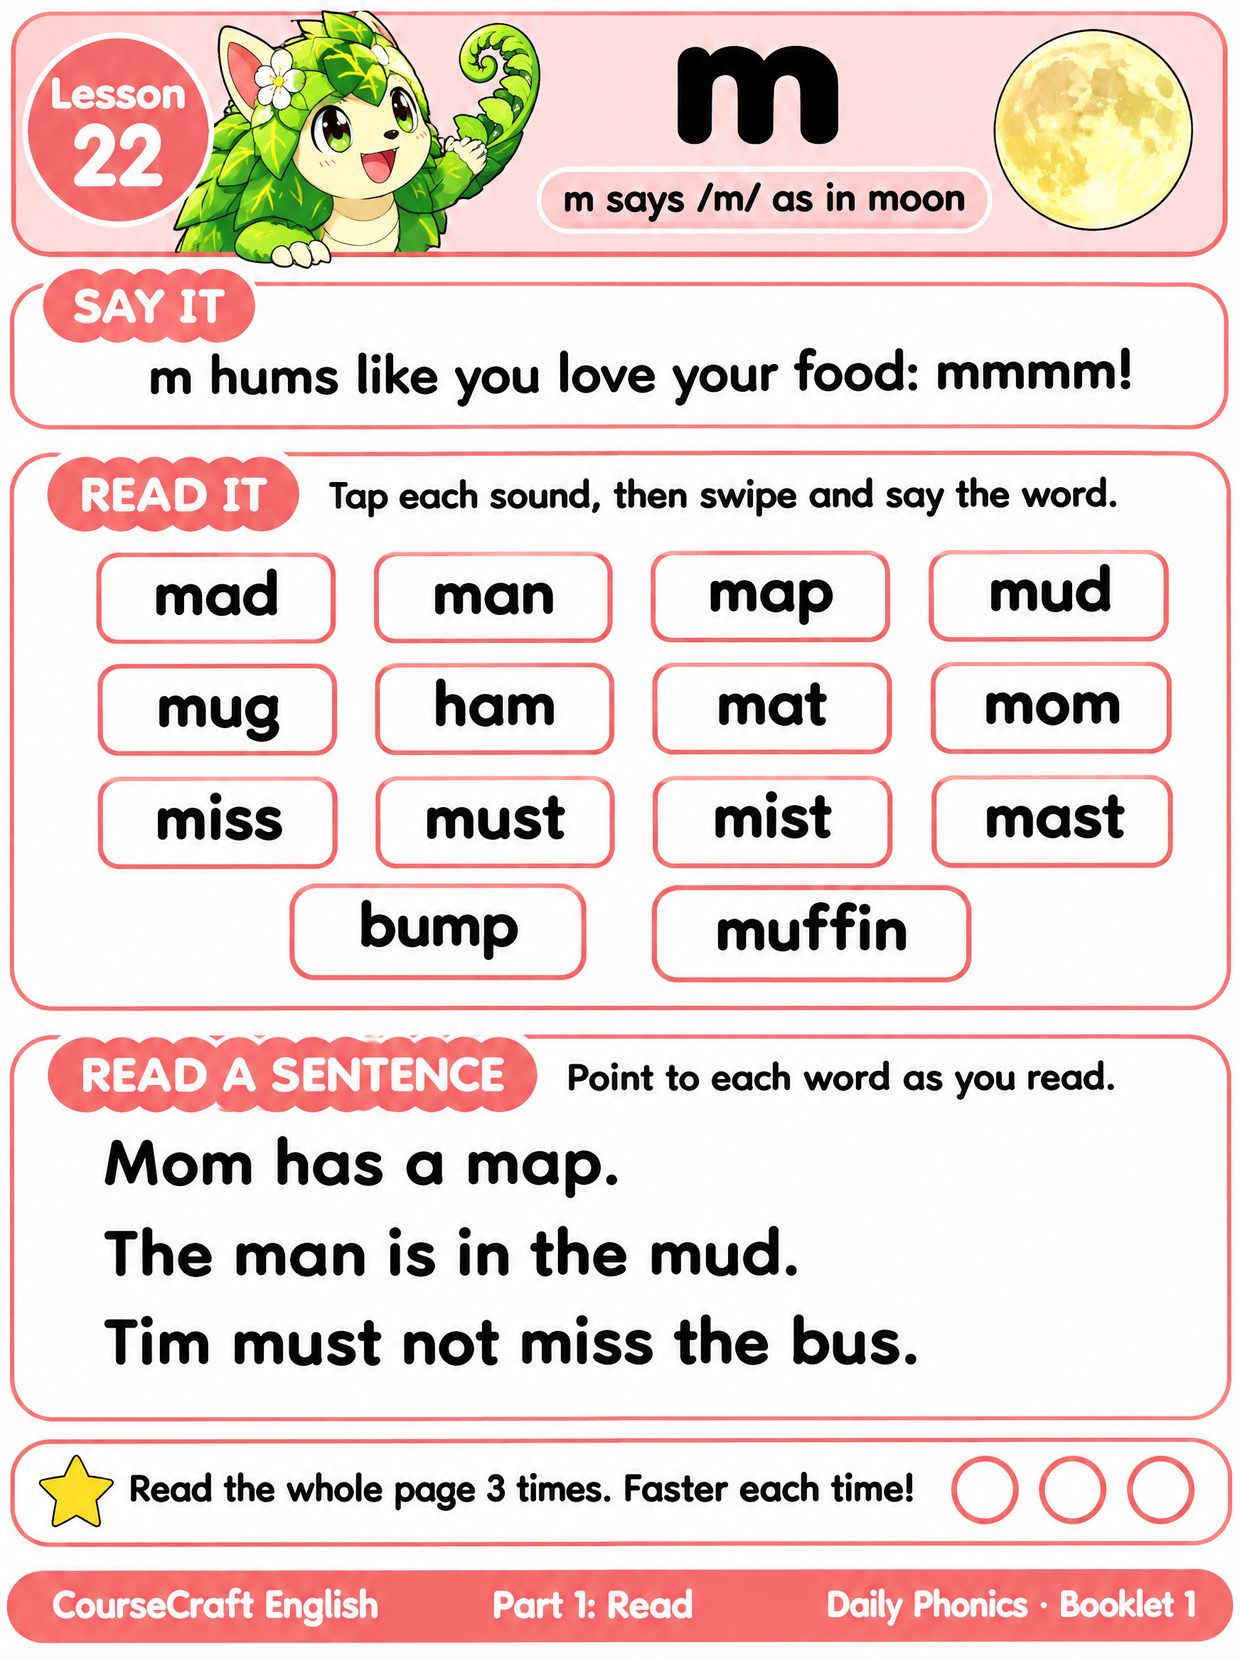 Lesson
22
m
m says /m/ as in moon
SAY IT
m hums like you love your food: mmmm!
READ IT
Tap each sound, then swipe and say the word.
mad man map mud
mug ham mat mom
miss must mist mast
bump muffin
READ A SENTENCE
Point to each word as you read.
Mom has a map.
The man is in the mud.
Tim must not miss the bus.
Read the whole page 3 times. Faster each time!
CourseCraft English Part 1: Read Daily Phonics · Booklet 1